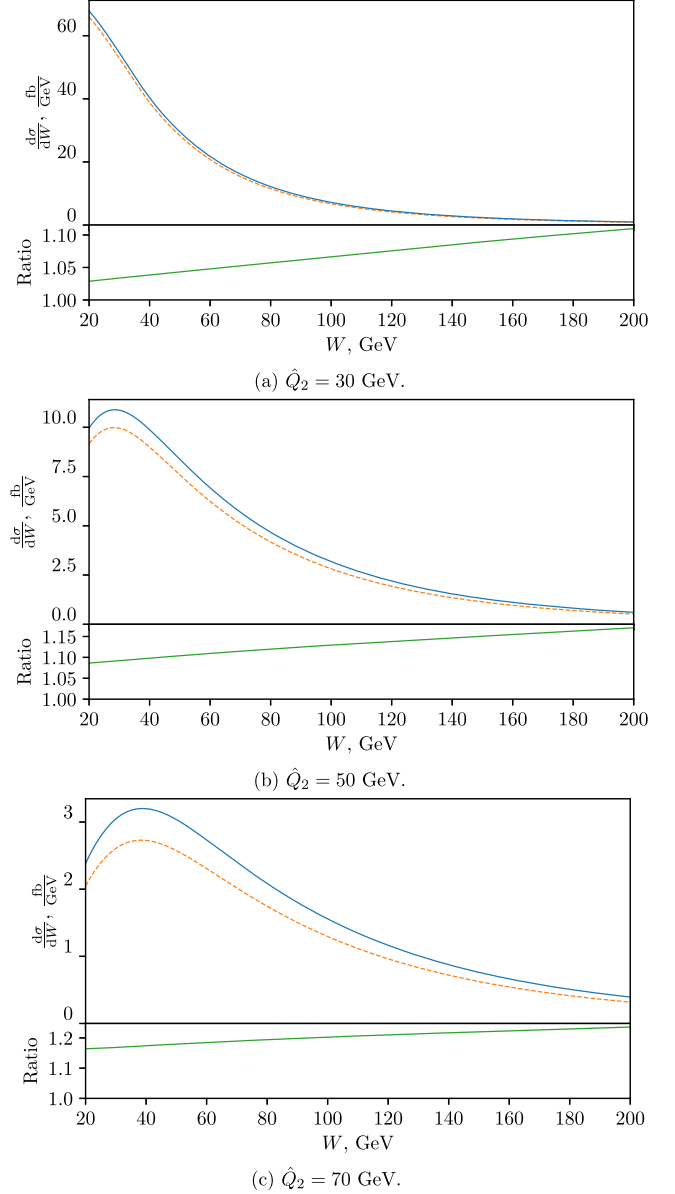 60
40
20
0
dσ/dW, fb/GeV
1.10
1.05
1.00
Ratio
20 40 60 80 100 120 140 160 180 200
W, GeV
(a) Q̂₂ = 30 GeV.
10.0
7.5
5.0
2.5
0.0
dσ/dW, fb/GeV
1.15
1.10
1.05
1.00
Ratio
20 40 60 80 100 120 140 160 180 200
W, GeV
(b) Q̂₂ = 50 GeV.
3
2
1
0
dσ/dW, fb/GeV
1.2
1.1
1.0
Ratio
20 40 60 80 100 120 140 160 180 200
W, GeV
(c) Q̂₂ = 70 GeV.